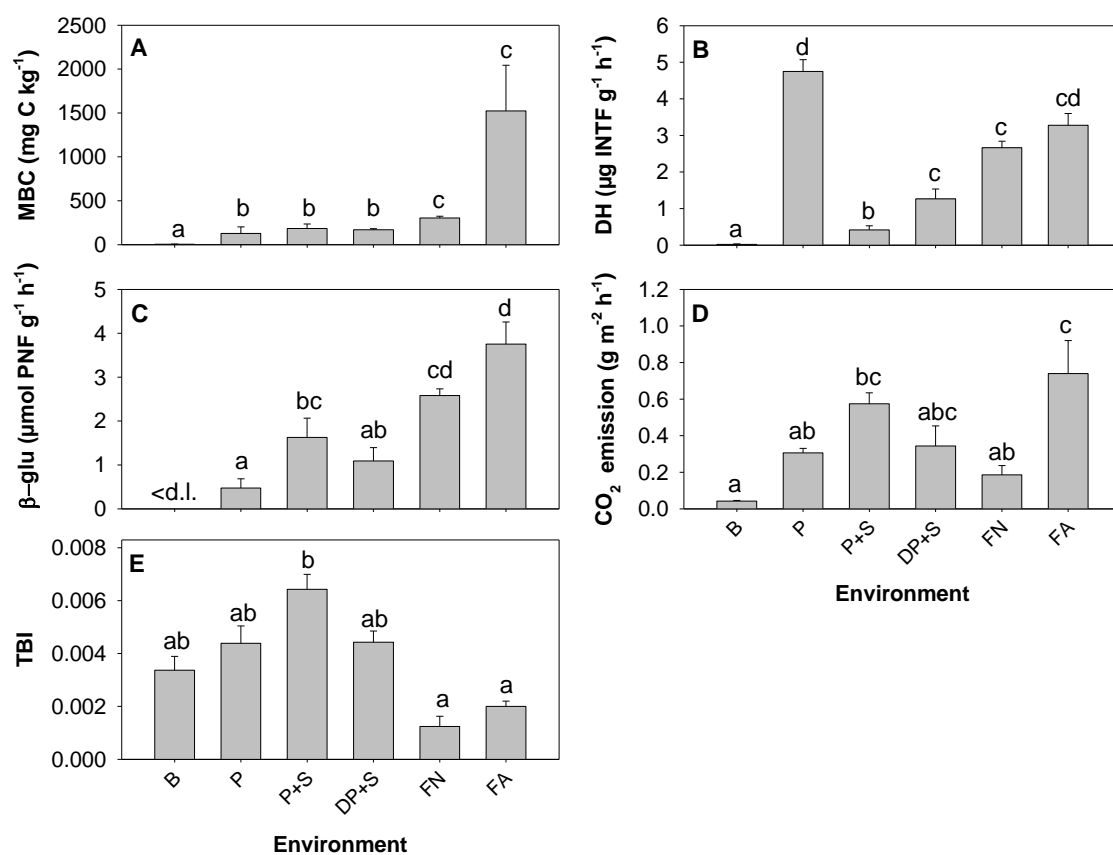 A
MBC (mg C kg⁻¹)
2500
2000
1500
1000
500
0
a
b
b
b
c
c
B
DH (µg INTF g⁻¹ h⁻¹)
6
5
4
3
2
1
0
a
d
b
c
c
cd
C
β–glu (µmol PNF g⁻¹ h⁻¹)
5
4
3
2
1
0
<d.l.
a
bc
ab
cd
d
D
CO₂ emission (g m⁻² h⁻¹)
1.2
1.0
0.8
0.6
0.4
0.2
0.0
a
ab
bc
abc
ab
c
B
P
P+S
DP+S
FN
FA
Environment
E
TBI
0.008
0.006
0.004
0.002
0.000
ab
ab
b
ab
a
a
B
P
P+S
DP+S
FN
FA
Environment